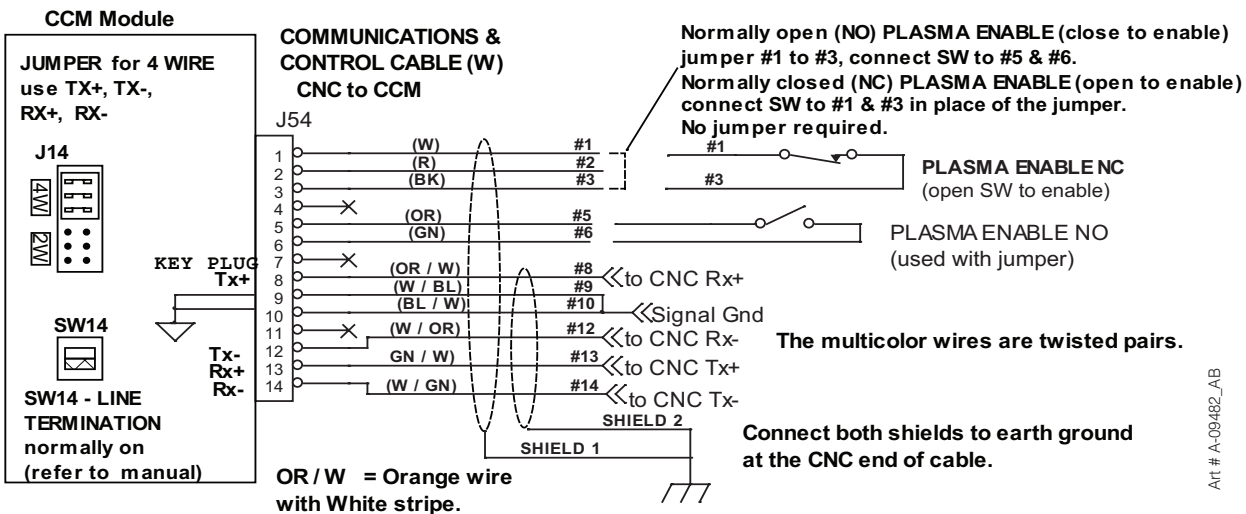 CCM Module
JUMPER for 4 WIRE
use TX+, TX-,
RX+, RX-
J14
4W
2W
KEY PLUG
Tx+
SW14
Tx-
Rx+
Rx-
SW14 - LINE
TERMINATION
normally on
(refer to manual)
COMMUNICATIONS &
CONTROL CABLE (W)
CNC to CCM
J54
1
2
3
4
5
6
7
8
9
10
11
12
13
14
(W) #1
(R) #2
(BK) #3
(OR) #5
(GN) #6
(OR / W) #8 to CNC Rx+
(W / BL) #9
(BL / W) #10 Signal Gnd
(W / OR) #12 to CNC Rx-
GN / W) #13 to CNC Tx+
(W / GN) #14 to CNC Tx-
SHIELD 2
SHIELD 1
OR / W = Orange wire
with White stripe.
Normally open (NO) PLASMA ENABLE (close to enable)
jumper #1 to #3, connect SW to #5 & #6.
Normally closed (NC) PLASMA ENABLE (open to enable)
connect SW to #1 & #3 in place of the jumper.
No jumper required.
#1
#3
PLASMA ENABLE NC
(open SW to enable)
PLASMA ENABLE NO
(used with jumper)
The multicolor wires are twisted pairs.
Connect both shields to earth ground
at the CNC end of cable.
Art # A-09482_AB